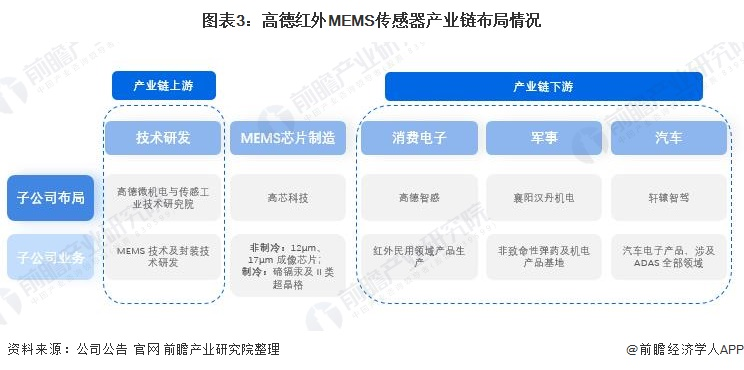 图表3：高德红外MEMS传感器产业链布局情况
产业链上游
产业链下游
技术研发
MEMS芯片制造
消费电子
军事
汽车
子公司布局
高德微机电与传感工
业技术研究院
高芯科技
高德智感
襄阳汉丹机电
轩辕智驾
子公司业务
MEMS 技术及封装技
术研发
非制冷：12μm、
17μm 成像芯片；
制冷：碲镉汞及 II 类
超晶格
红外民用领域产品生
产
非致命性弹药及机电
产品基地
汽车电子产品、涉及
ADAS 全部领域
资料来源：公司公告 官网 前瞻产业研究院整理
@前瞻经济学人APP
前瞻产业研究院